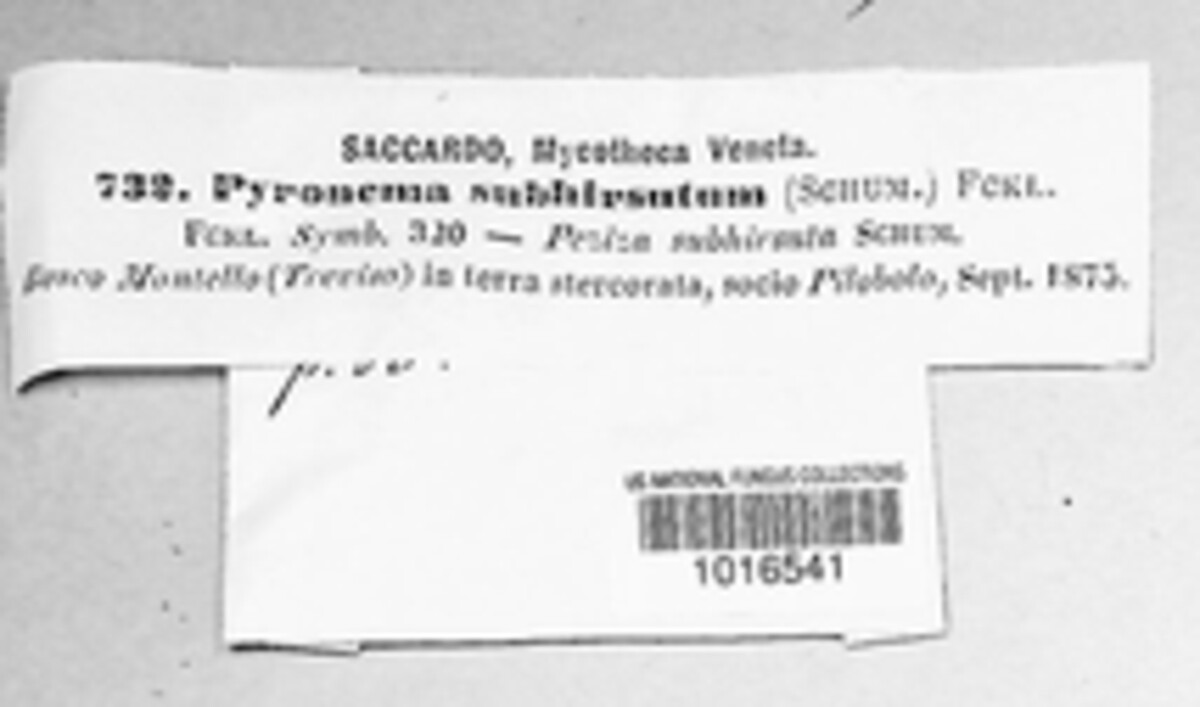 SACCARDO, Mycotheca Veneta.
739. Pyronema subhirsutum (SCHUM.) FCKL.
FCKL. Symb. 320 — Peziza subhirsuta SCHUM.
bosco Montello (Treviso) in terra stercorata, socio Pilobolo, Sept. 1875.
US NATIONAL FUNGUS COLLECTIONS
1016541